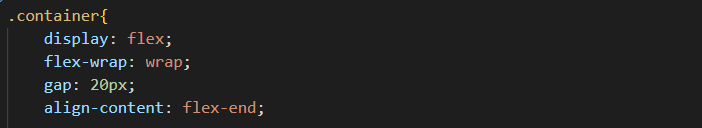 .container{
    display: flex;
    flex-wrap: wrap;
    gap: 20px;
    align-content: flex-end;